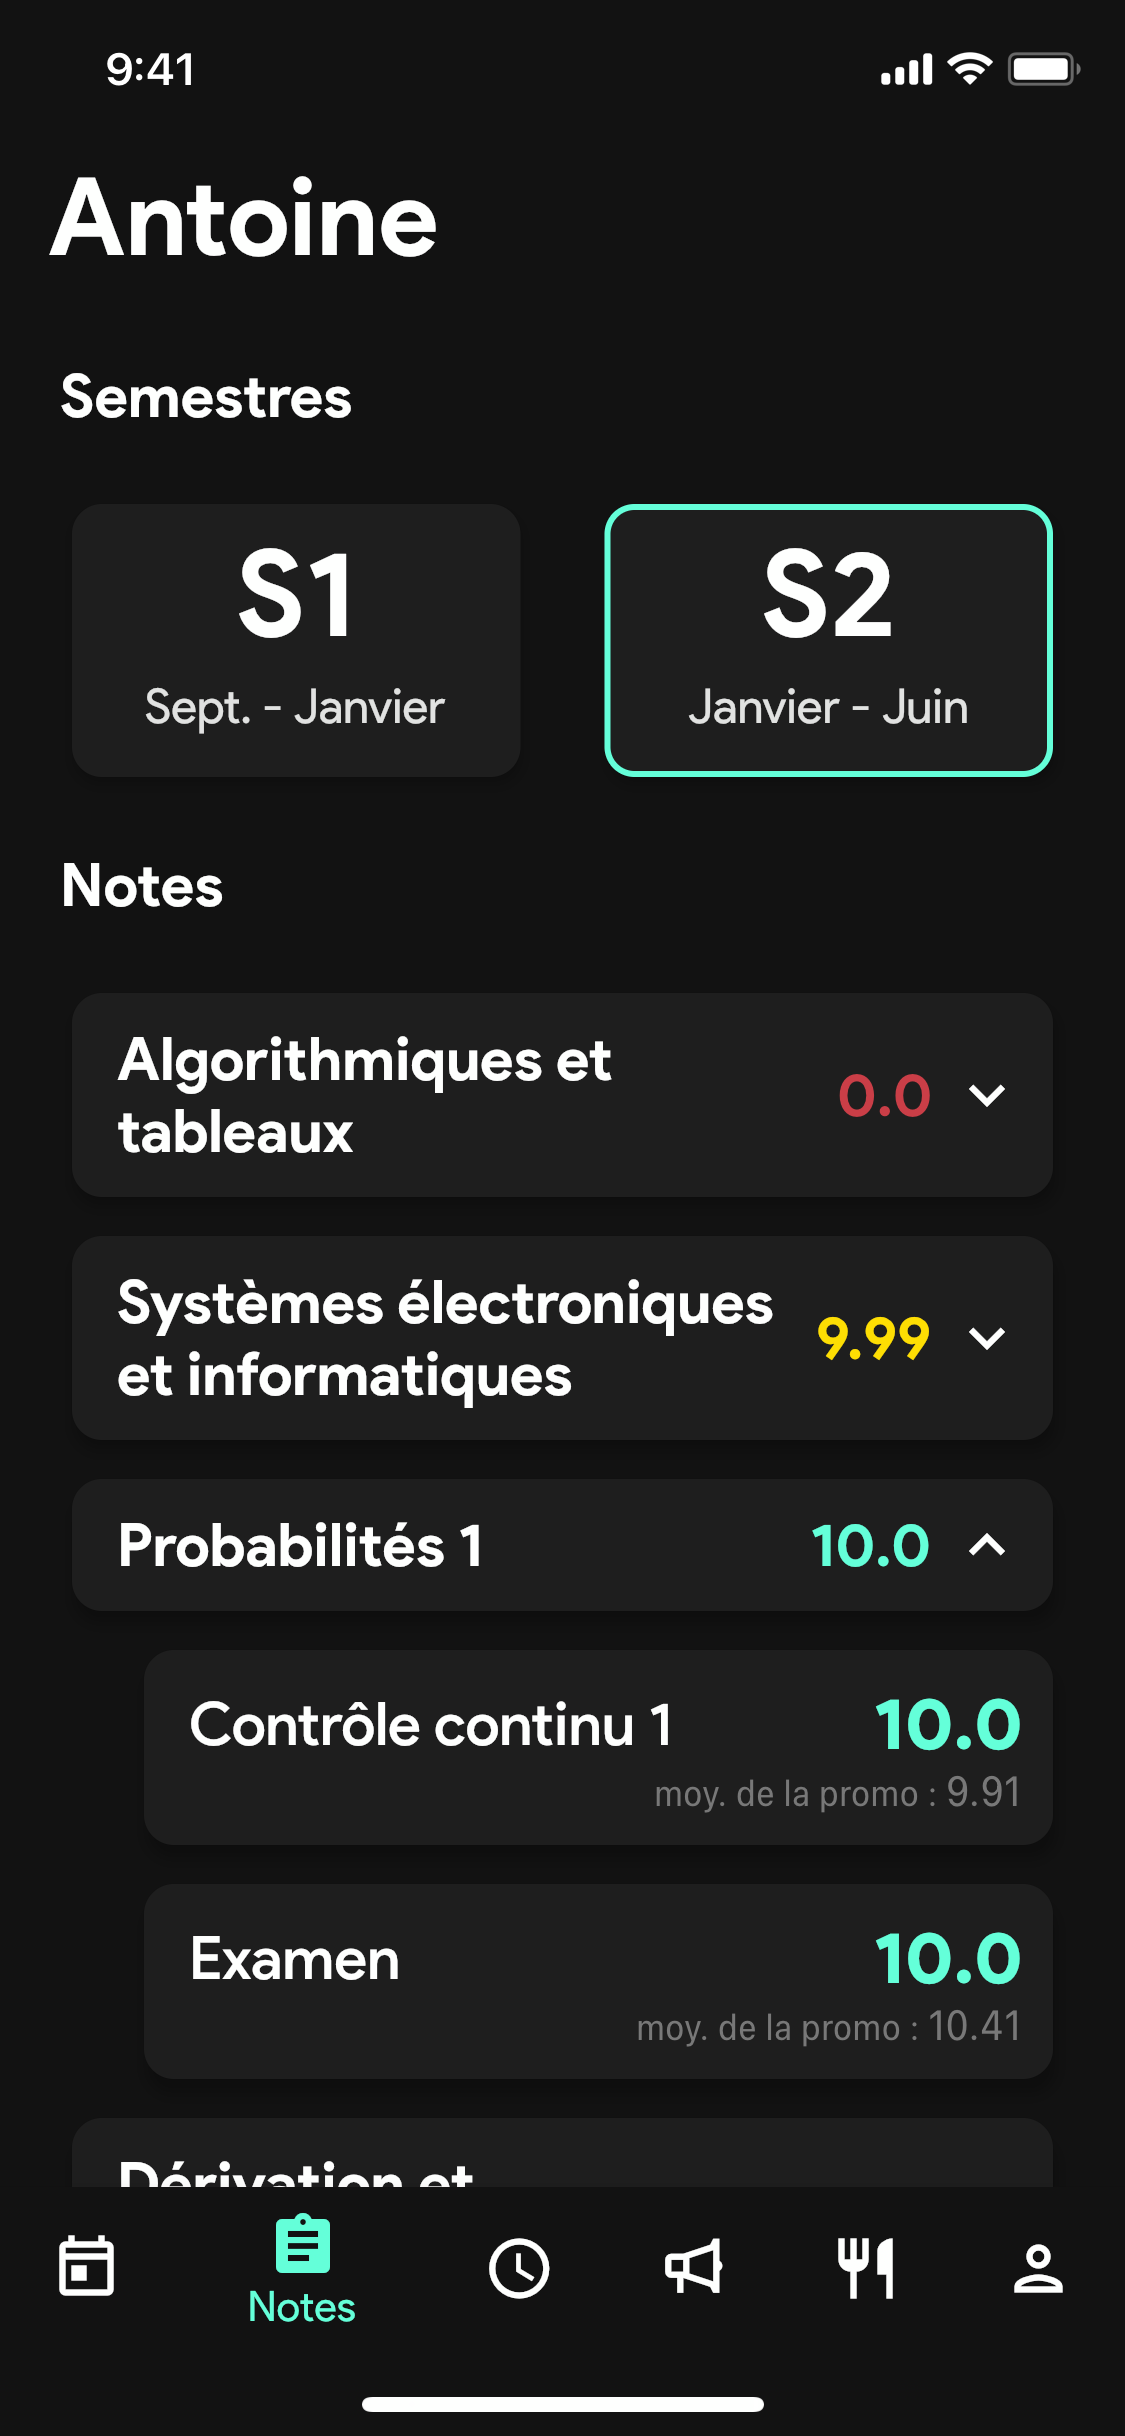 9:41
Antoine
Semestres
S1
Sept. - Janvier
S2
Janvier - Juin
Notes
Algorithmiques et
tableaux
0.0
Systèmes électroniques
et informatiques
9.99
Probabilités 1
10.0
Contrôle continu 1
10.0
moy. de la promo : 9.91
Examen
10.0
moy. de la promo : 10.41
Dérivation et
Notes